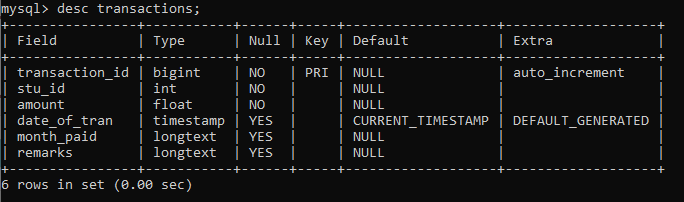 mysql> desc transactions;
+----------------+-----------+------+-----+-------------------+-------------------+
| Field          | Type      | Null | Key | Default           | Extra             |
+----------------+-----------+------+-----+-------------------+-------------------+
| transaction_id | bigint    | NO   | PRI | NULL              | auto_increment    |
| stu_id         | int       | NO   |     | NULL              |                   |
| amount         | float     | NO   |     | NULL              |                   |
| date_of_tran   | timestamp | YES  |     | CURRENT_TIMESTAMP | DEFAULT_GENERATED |
| month_paid     | longtext  | YES  |     | NULL              |                   |
| remarks        | longtext  | YES  |     | NULL              |                   |
+----------------+-----------+------+-----+-------------------+-------------------+
6 rows in set (0.00 sec)